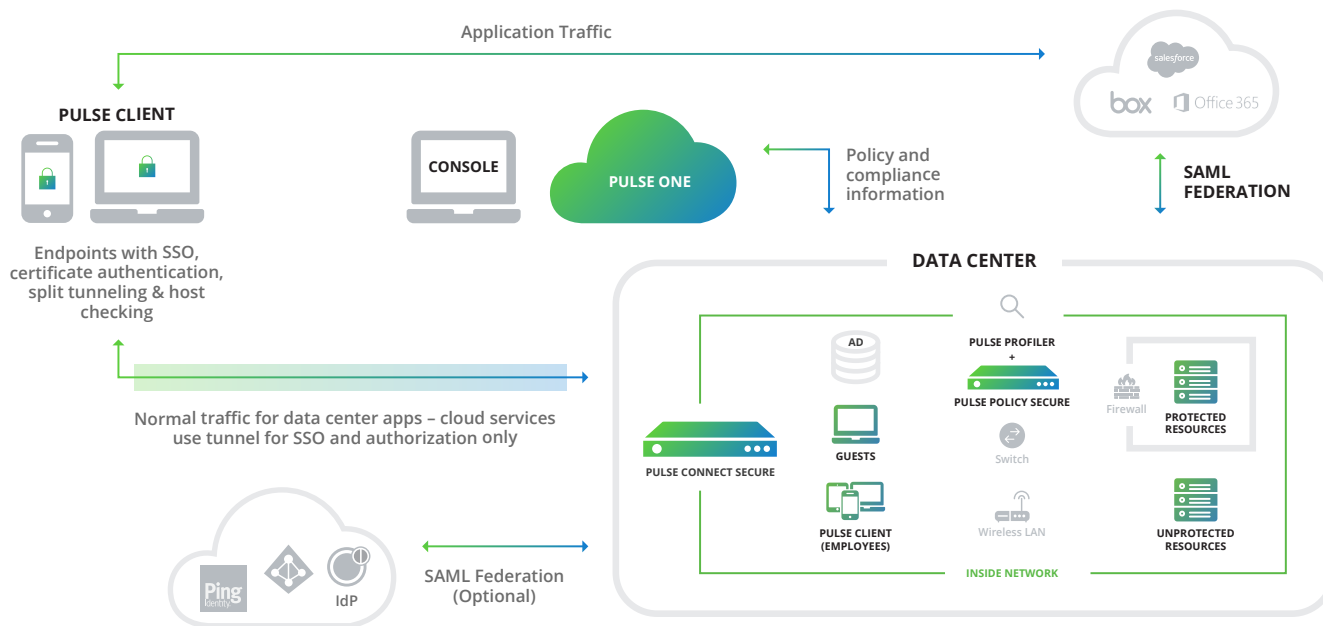 Application Traffic
salesforce
box
Office 365
PULSE CLIENT
CONSOLE
PULSE ONE
Policy and
compliance
information
SAML
FEDERATION
Endpoints with SSO,
certificate authentication,
split tunneling & host
checking
DATA CENTER
AD
PULSE PROFILER
+
PULSE POLICY SECURE
Firewall
PROTECTED
RESOURCES
Normal traffic for data center apps – cloud services
use tunnel for SSO and authorization only
PULSE CONNECT SECURE
GUESTS
Switch
PULSE CLIENT
(EMPLOYEES)
Wireless LAN
UNPROTECTED
RESOURCES
INSIDE NETWORK
Ping
Identity
IdP
SAML Federation
(Optional)